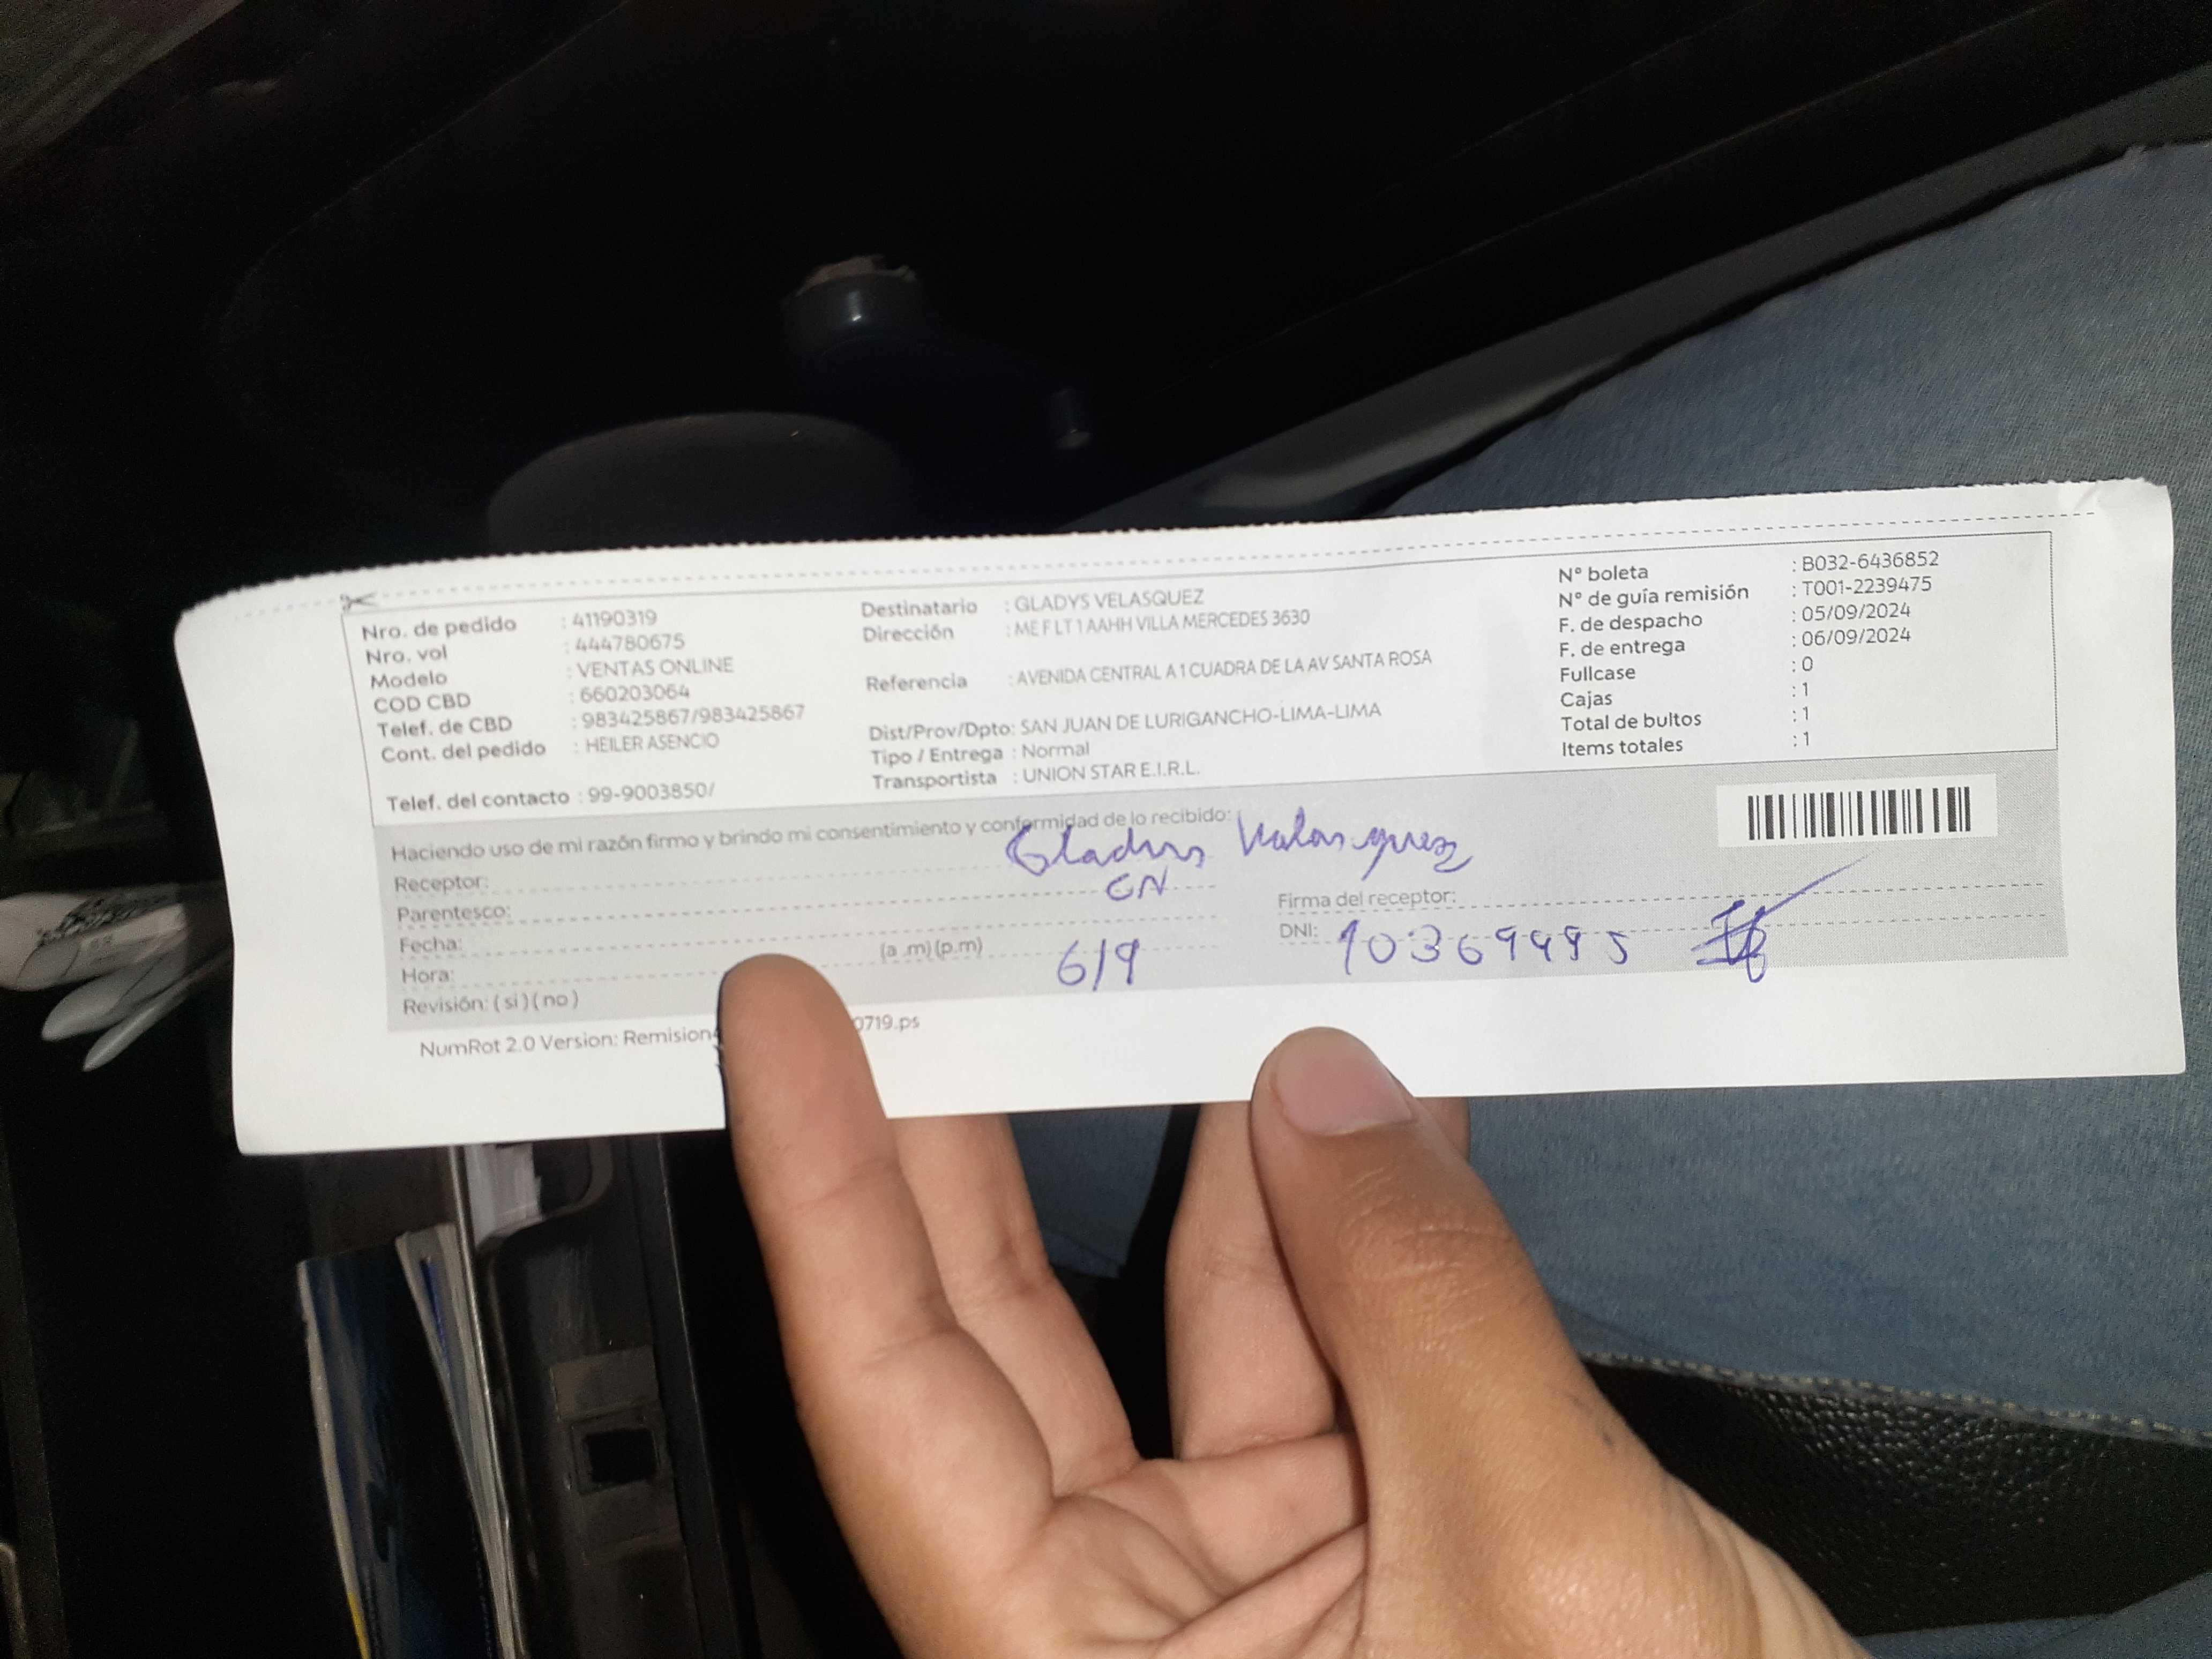 Nro. de pedido : 41190319
Nro. vol : 444780675
Modelo : VENTAS ONLINE
COD CBD : 660203064
Telef. de CBD : 983425867/983425867
Cont. del pedido : HEILER ASENCIO
Telef. del contacto : 99-9003850/
Destinatario : GLADYS VELASQUEZ
Dirección : ME F LT 1 AAHH VILLA MERCEDES 3630
Referencia : AVENIDA CENTRAL A 1 CUADRA DE LA AV SANTA ROSA
Dist/Prov/Dpto: SAN JUAN DE LURIGANCHO-LIMA-LIMA
Tipo / Entrega : Normal
Transportista : UNION STAR E.I.R.L.
Nº boleta : B032-6436852
Nº de guía remisión : T001-2239475
F. de despacho : 05/09/2024
F. de entrega : 06/09/2024
Fullcase : 0
Cajas : 1
Total de bultos : 1
Items totales : 1
Haciendo uso de mi razón firmo y brindo mi consentimiento y conformidad de lo recibido:
Receptor: Gladys Velasquez
Parentesco: CN
Fecha: 6/9
Hora: (a .m) (p.m)
Revisión: ( si ) ( no )
Firma del receptor:
DNI:
NumRot 2.0 Version: Remision 0719.ps